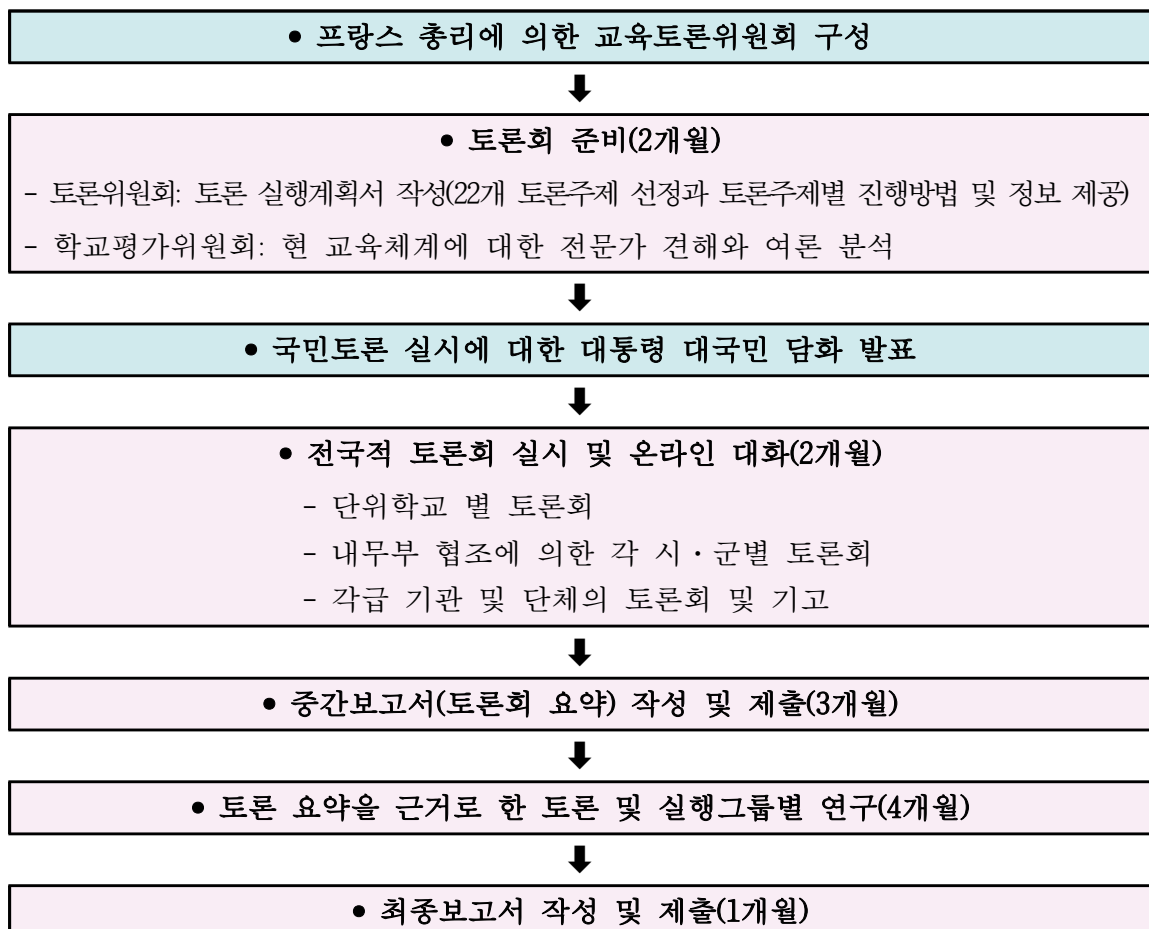 • 프랑스 총리에 의한 교육토론위원회 구성
• 토론회 준비(2개월)
- 토론위원회: 토론 실행계획서 작성(22개 토론주제 선정과 토론주제별 진행방법 및 정보 제공)
- 학교평가위원회: 현 교육체계에 대한 전문가 견해와 여론 분석
• 국민토론 실시에 대한 대통령 대국민 담화 발표
• 전국적 토론회 실시 및 온라인 대화(2개월)
- 단위학교 별 토론회
- 내무부 협조에 의한 각 시·군별 토론회
- 각급 기관 및 단체의 토론회 및 기고
• 중간보고서(토론회 요약) 작성 및 제출(3개월)
• 토론 요약을 근거로 한 토론 및 실행그룹별 연구(4개월)
• 최종보고서 작성 및 제출(1개월)